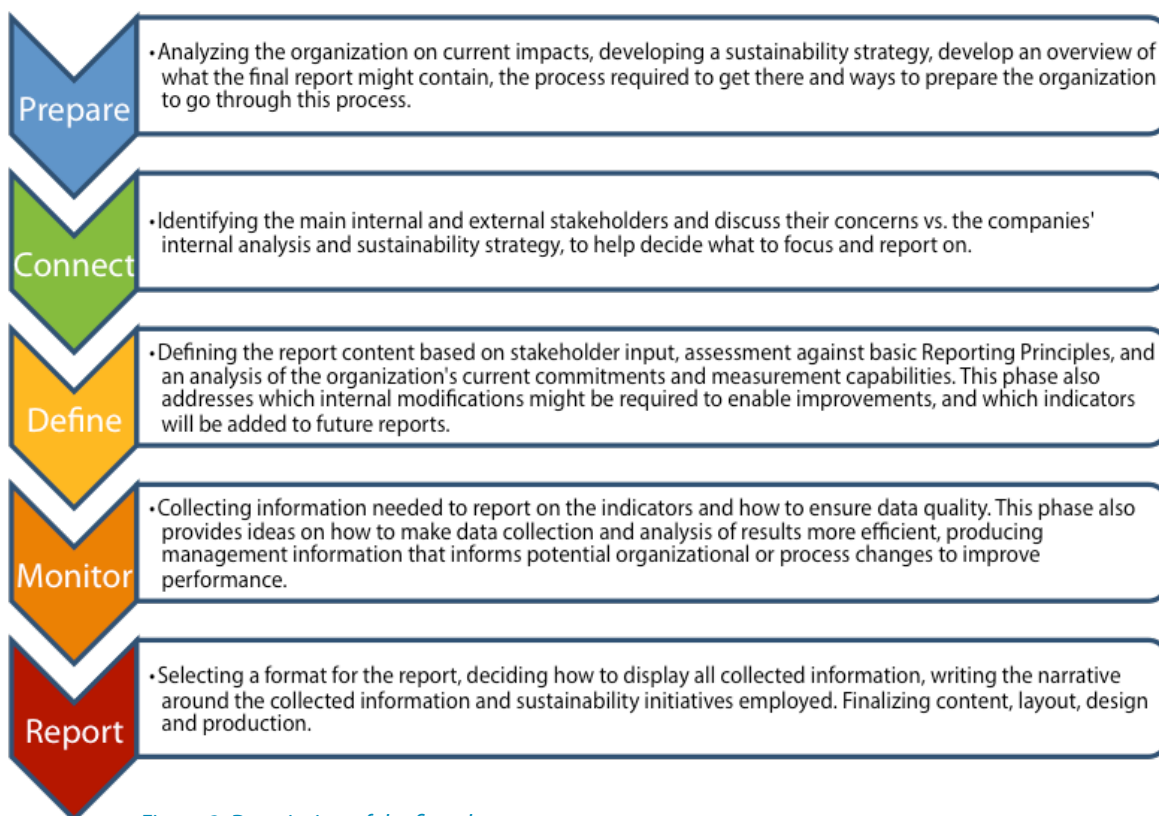 Prepare
•Analyzing the organization on current impacts, developing a sustainability strategy, develop an overview of
what the final report might contain, the process required to get there and ways to prepare the organization
to go through this process.
Connect
•Identifying the main internal and external stakeholders and discuss their concerns vs. the companies'
internal analysis and sustainability strategy, to help decide what to focus and report on.
Define
•Defining the report content based on stakeholder input, assessment against basic Reporting Principles, and
an analysis of the organization's current commitments and measurement capabilities. This phase also
addresses which internal modifications might be required to enable improvements, and which indicators
will be added to future reports.
Monitor
•Collecting information needed to report on the indicators and how to ensure data quality. This phase also
provides ideas on how to make data collection and analysis of results more efficient, producing
management information that informs potential organizational or process changes to improve
performance.
Report
•Selecting a format for the report, deciding how to display all collected information, writing the narrative
around the collected information and sustainability initiatives employed. Finalizing content, layout, design
and production.